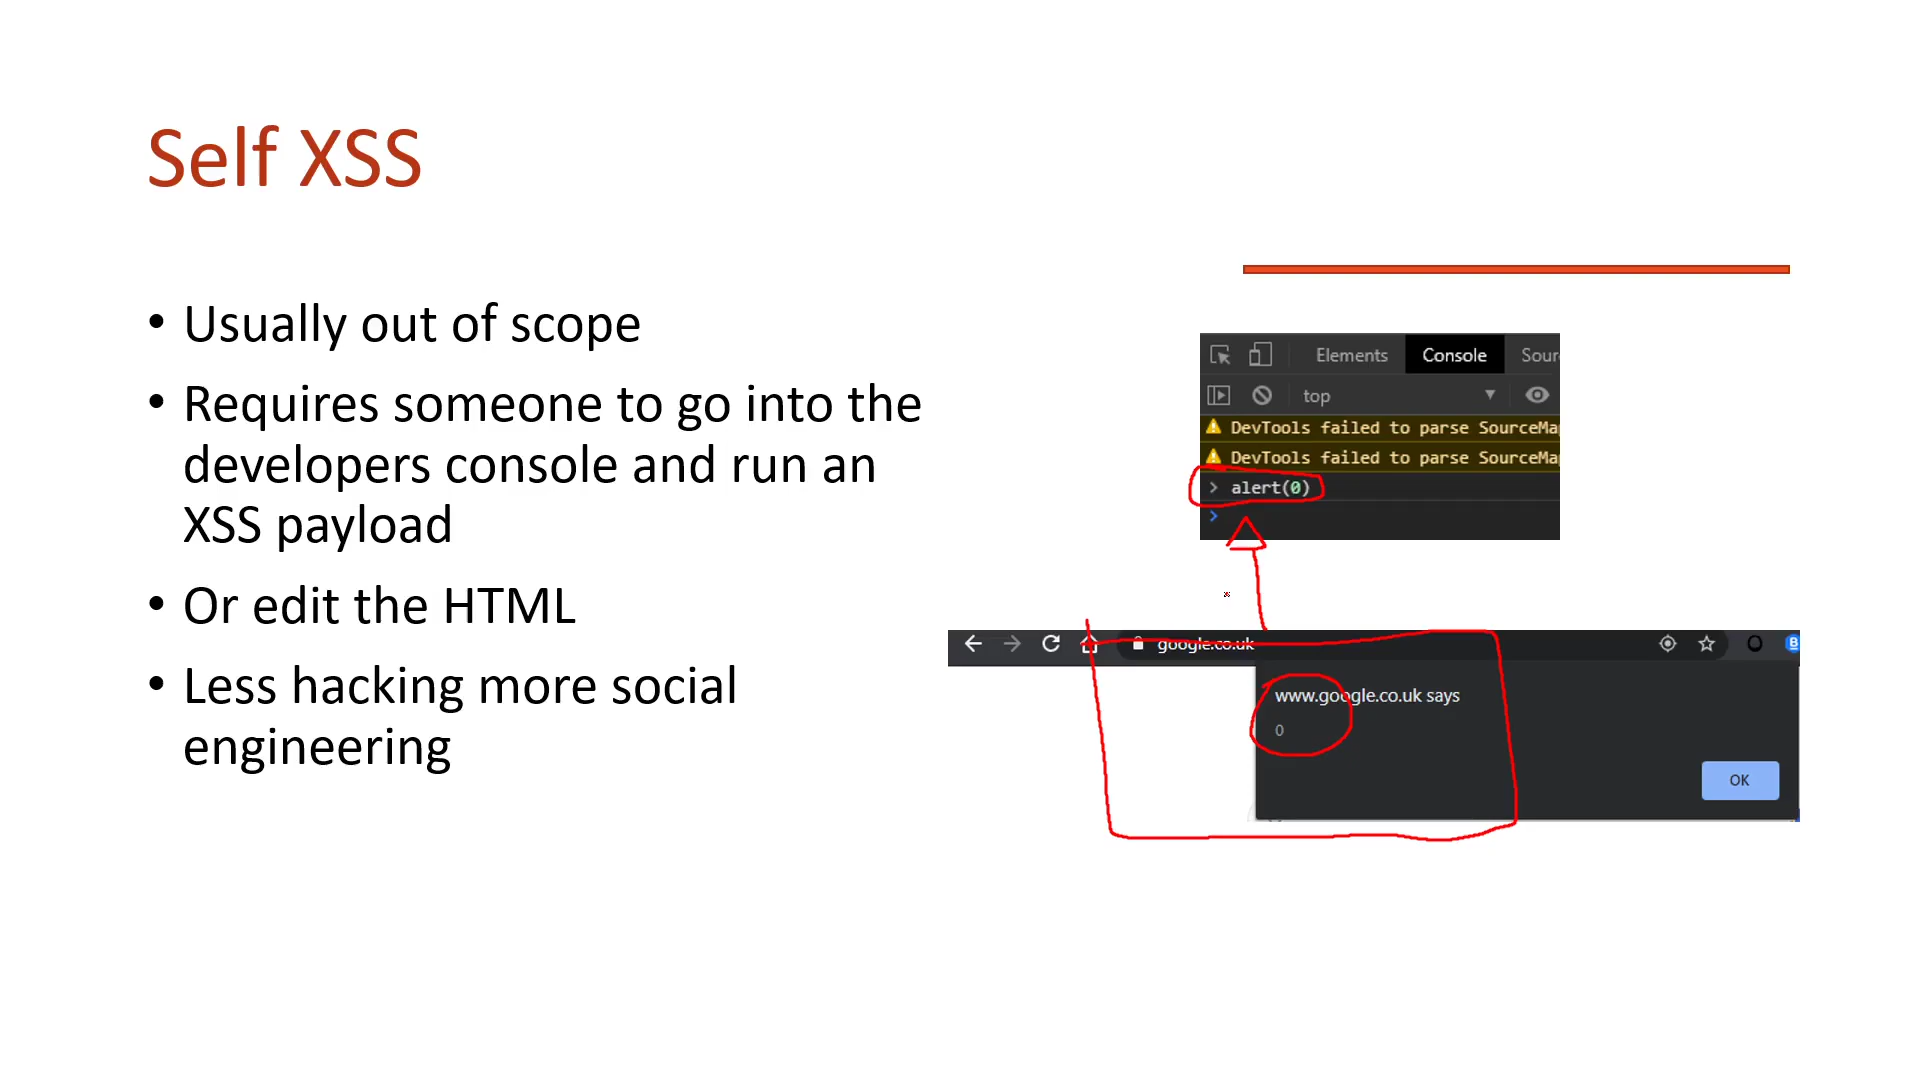 Self XSS
• Usually out of scope
• Requires someone to go into the
developers console and run an
XSS payload
• Or edit the HTML
• Less hacking more social
engineering
Elements Console Sour
top
DevTools failed to parse SourceMap
DevTools failed to parse SourceMap
> alert(0)
>
google.co.uk
www.google.co.uk says
0
OK